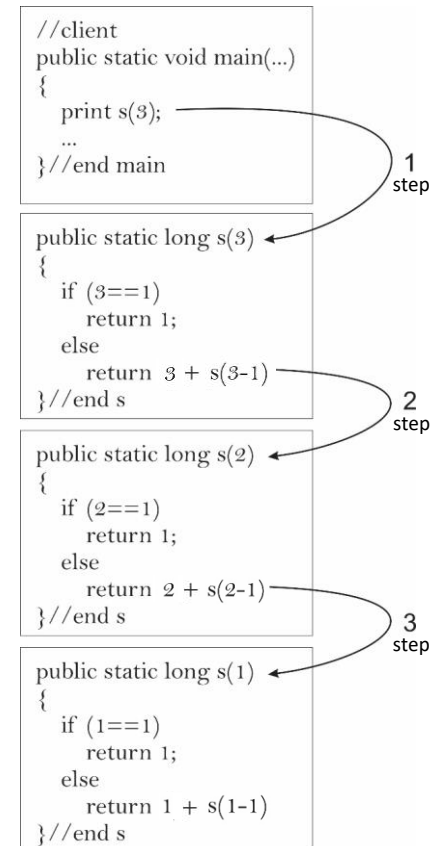 //client
public static void main(...)
{
print s(3);
...
}//end main
1
step
public static long s(3)
{
if (3==1)
return 1;
else
return 3 + s(3-1)
}//end s
2
step
public static long s(2)
{
if (2==1)
return 1;
else
return 2 + s(2-1)
}//end s
3
step
public static long s(1)
{
if (1==1)
return 1;
else
return 1 + s(1-1)
}//end s